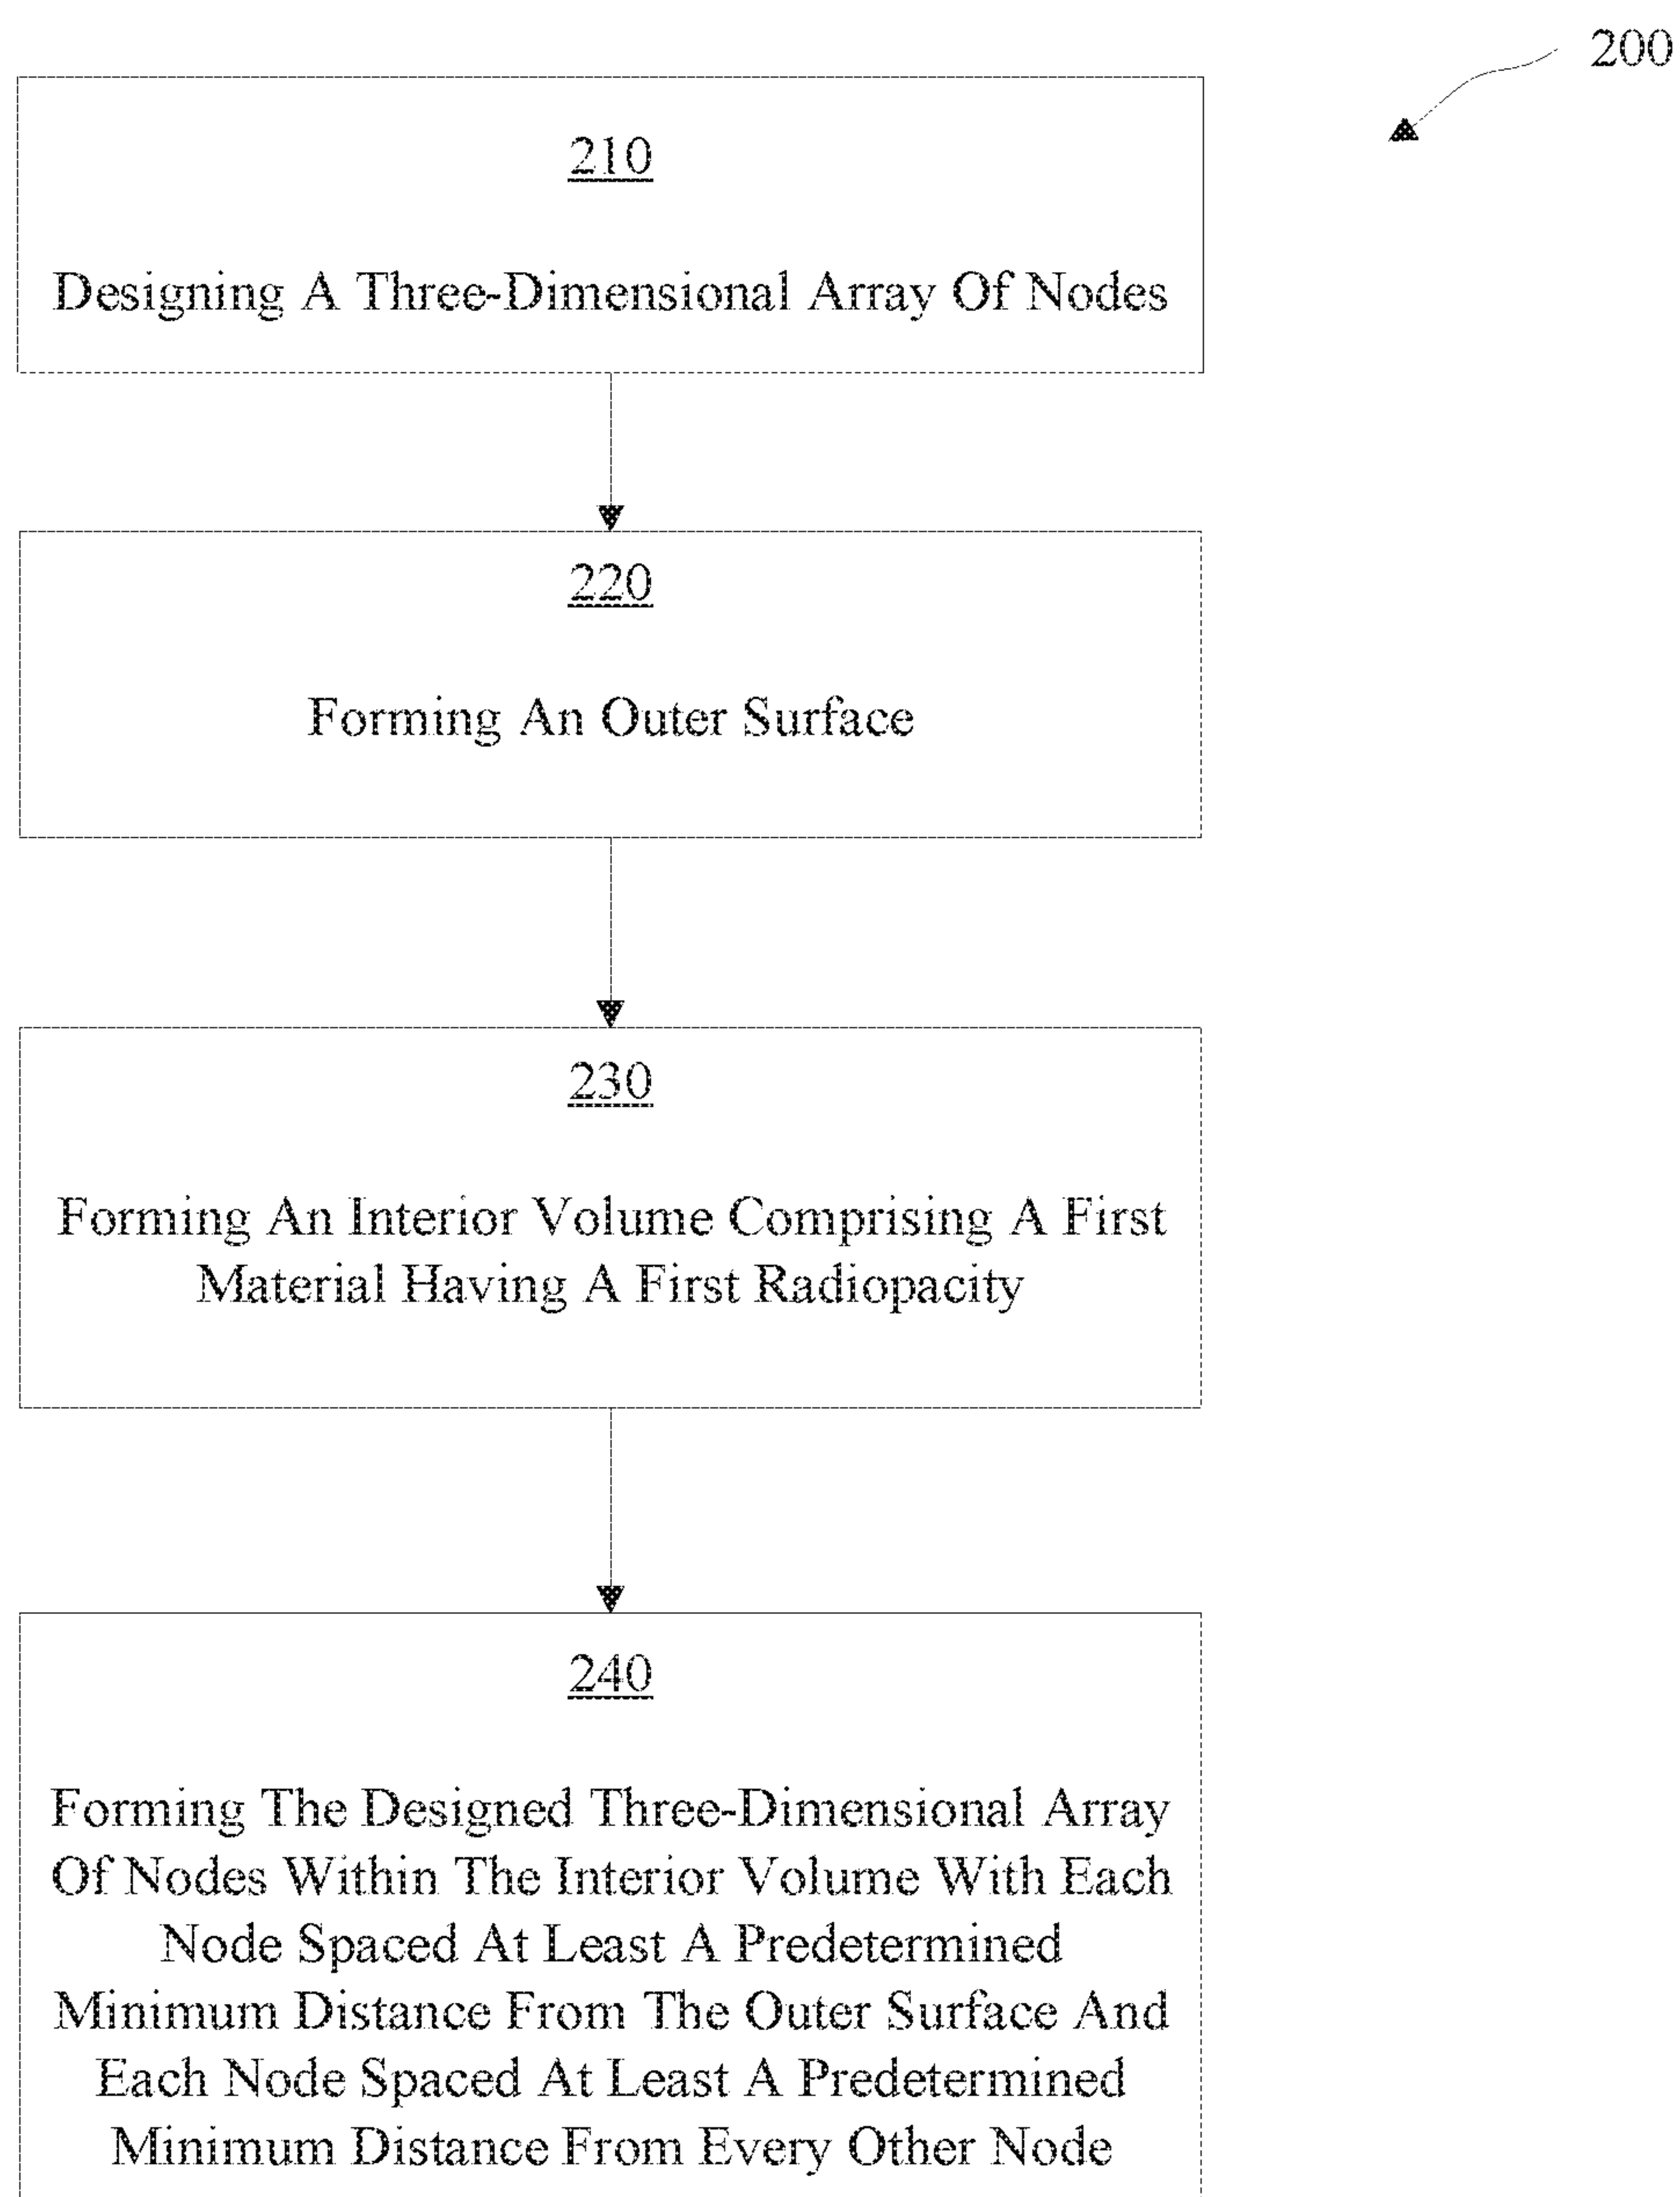 200
210
Designing A Three-Dimensional Array Of Nodes
220
Forming An Outer Surface
230
Forming An Interior Volume Comprising A First
Material Having A First Radiopacity
240
Forming The Designed Three-Dimensional Array
Of Nodes Within The Interior Volume With Each
Node Spaced At Least A Predetermined
Minimum Distance From The Outer Surface And
Each Node Spaced At Least A Predetermined
Minimum Distance From Every Other Node